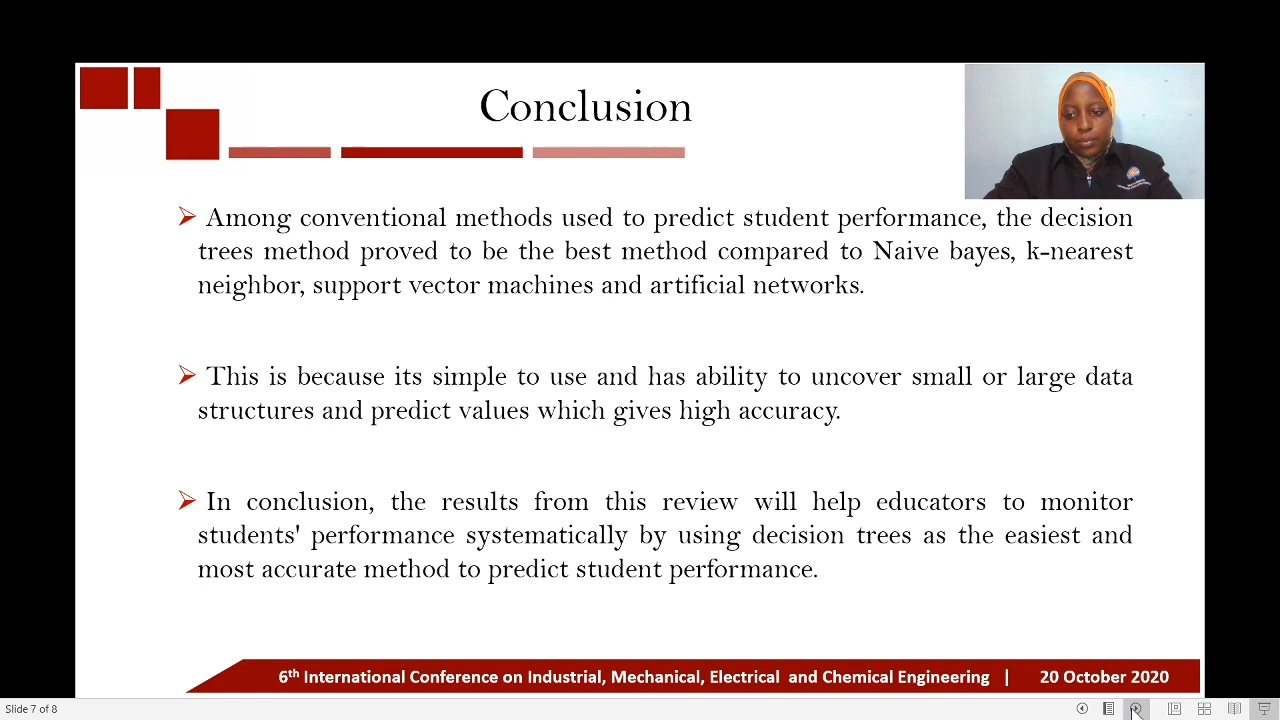 Conclusion
Among conventional methods used to predict student performance, the decision
trees method proved to be the best method compared to Naive bayes, k-nearest
neighbor, support vector machines and artificial networks.
This is because its simple to use and has ability to uncover small or large data
structures and predict values which gives high accuracy.
In conclusion, the results from this review will help educators to monitor
students' performance systematically by using decision trees as the easiest and
most accurate method to predict student performance.
6th International Conference on Industrial, Mechanical, Electrical and Chemical Engineering | 20 October 2020
Slide 7 of 8